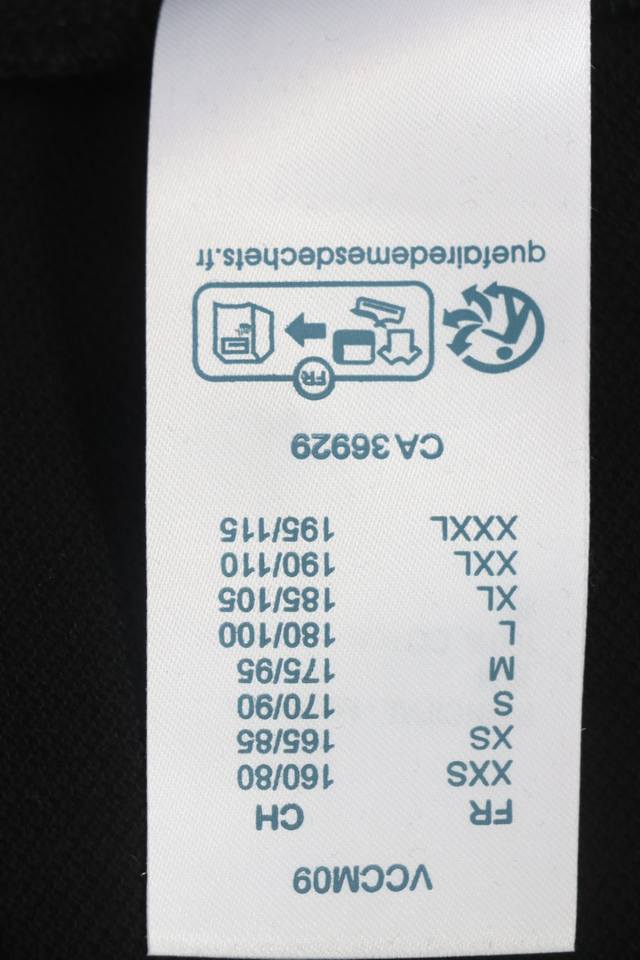 VCCM09
FR CH
XXS 160/80
XS 165/85
S 170/90
M 175/95
L 180/100
XL 185/105
XXL 190/110
XXXL 195/115
CA 36929
FR
quefairedemesdechets.fr